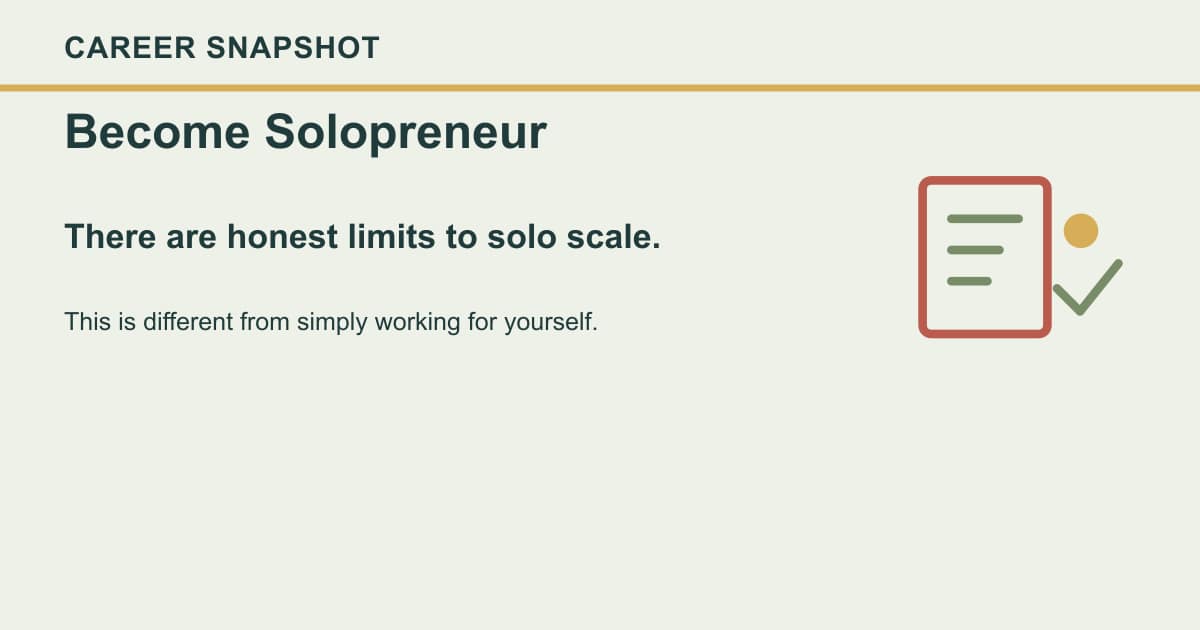 CAREER SNAPSHOT
Become Solopreneur
There are honest limits to solo scale.
This is different from simply working for yourself.